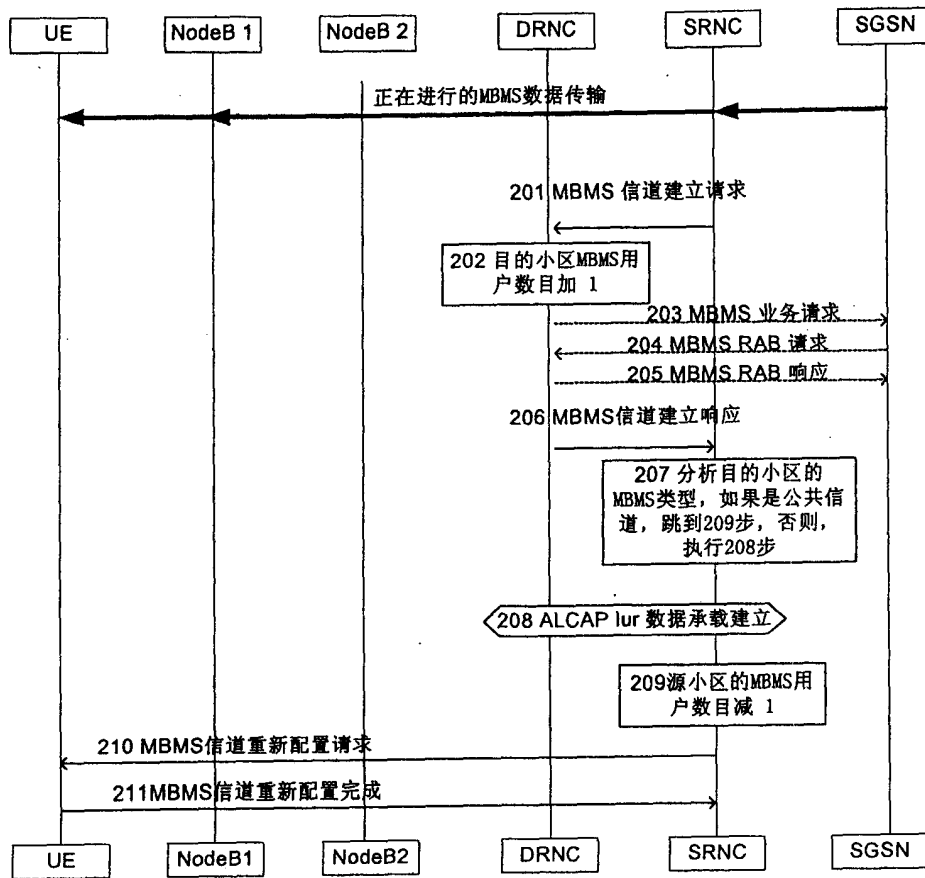 UE
NodeB 1
NodeB 2
DRNC
SRNC
SGSN
正在进行的MBMS数据传输
201 MBMS 信道建立请求
202 目的小区MBMS用
户数目加 1
203 MBMS 业务请求
204 MBMS RAB 请求
205 MBMS RAB 响应
206 MBMS信道建立响应
207 分析目的小区的
MBMS类型，如果是公共信
道，跳到209步，否则，
执行208步
208 ALCAP Iur 数据承载建立
209源小区的MBMS用
户数目减 1
210 MBMS信道重新配置请求
211MBMS信道重新配置完成
UE
NodeB1
NodeB2
DRNC
SRNC
SGSN